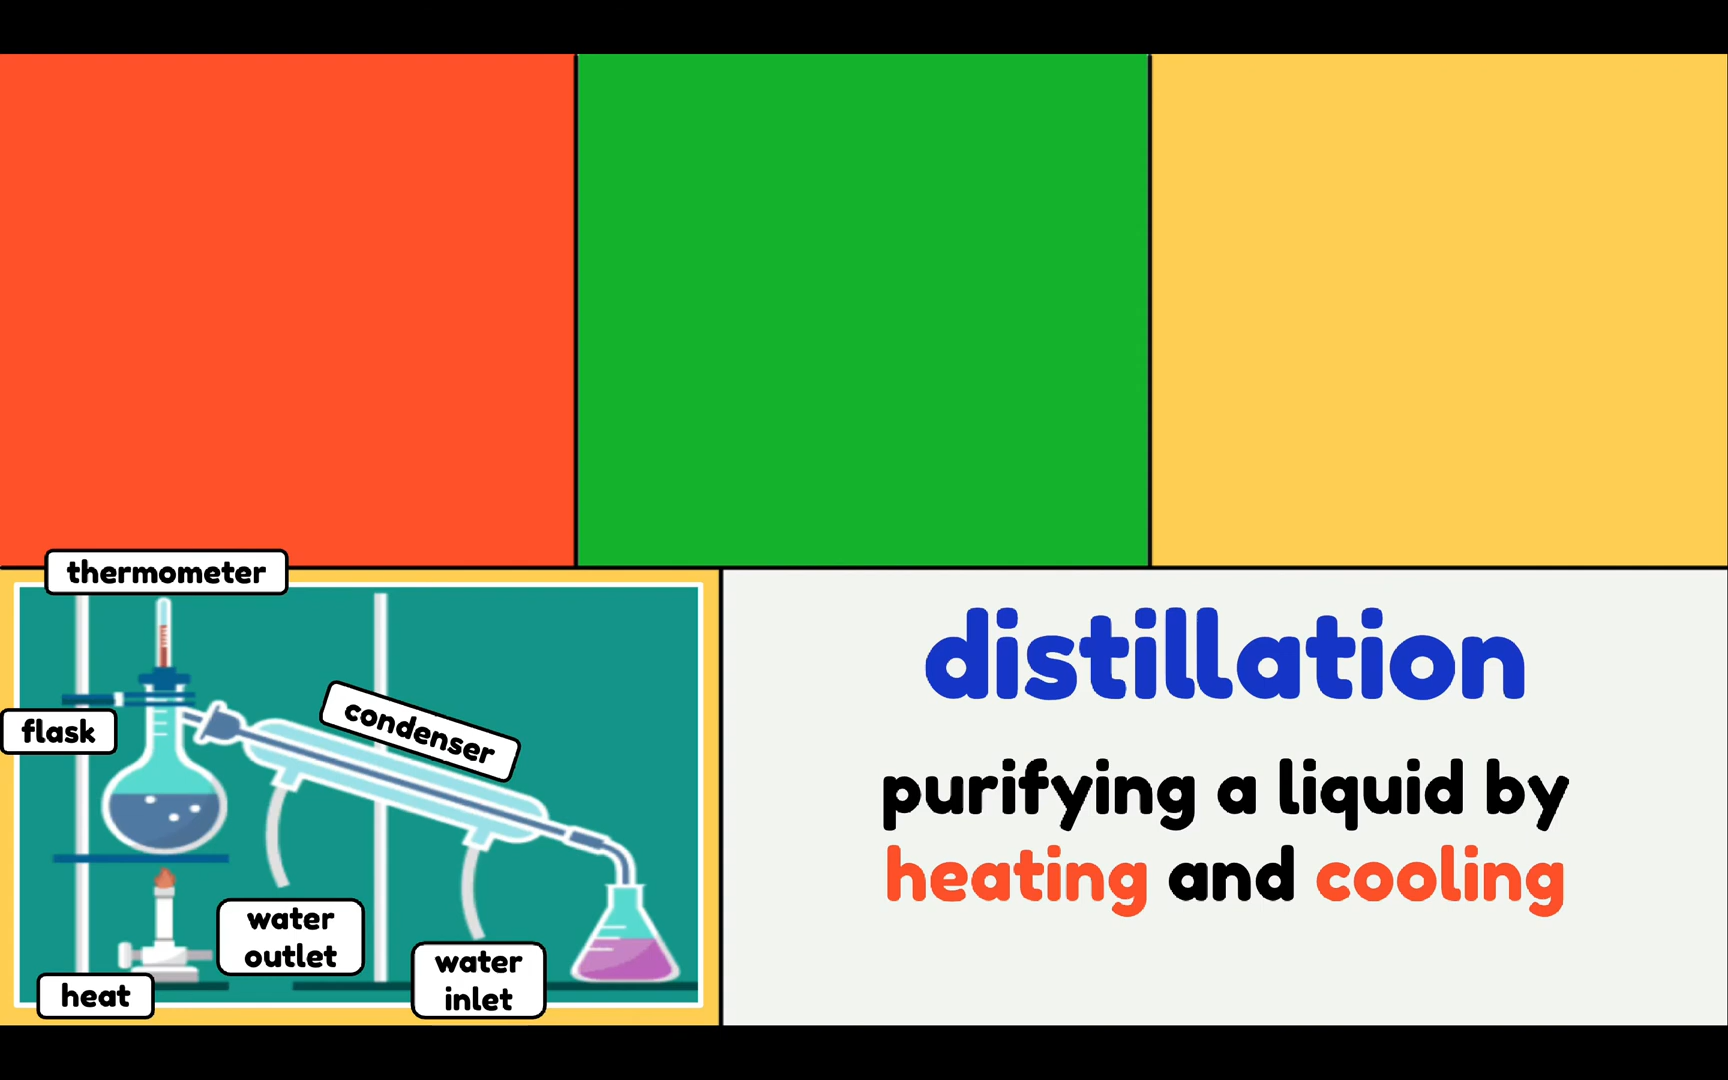 thermometer
flask
condenser
water
outlet
water
inlet
heat
distillation
purifying a liquid by
heating and cooling